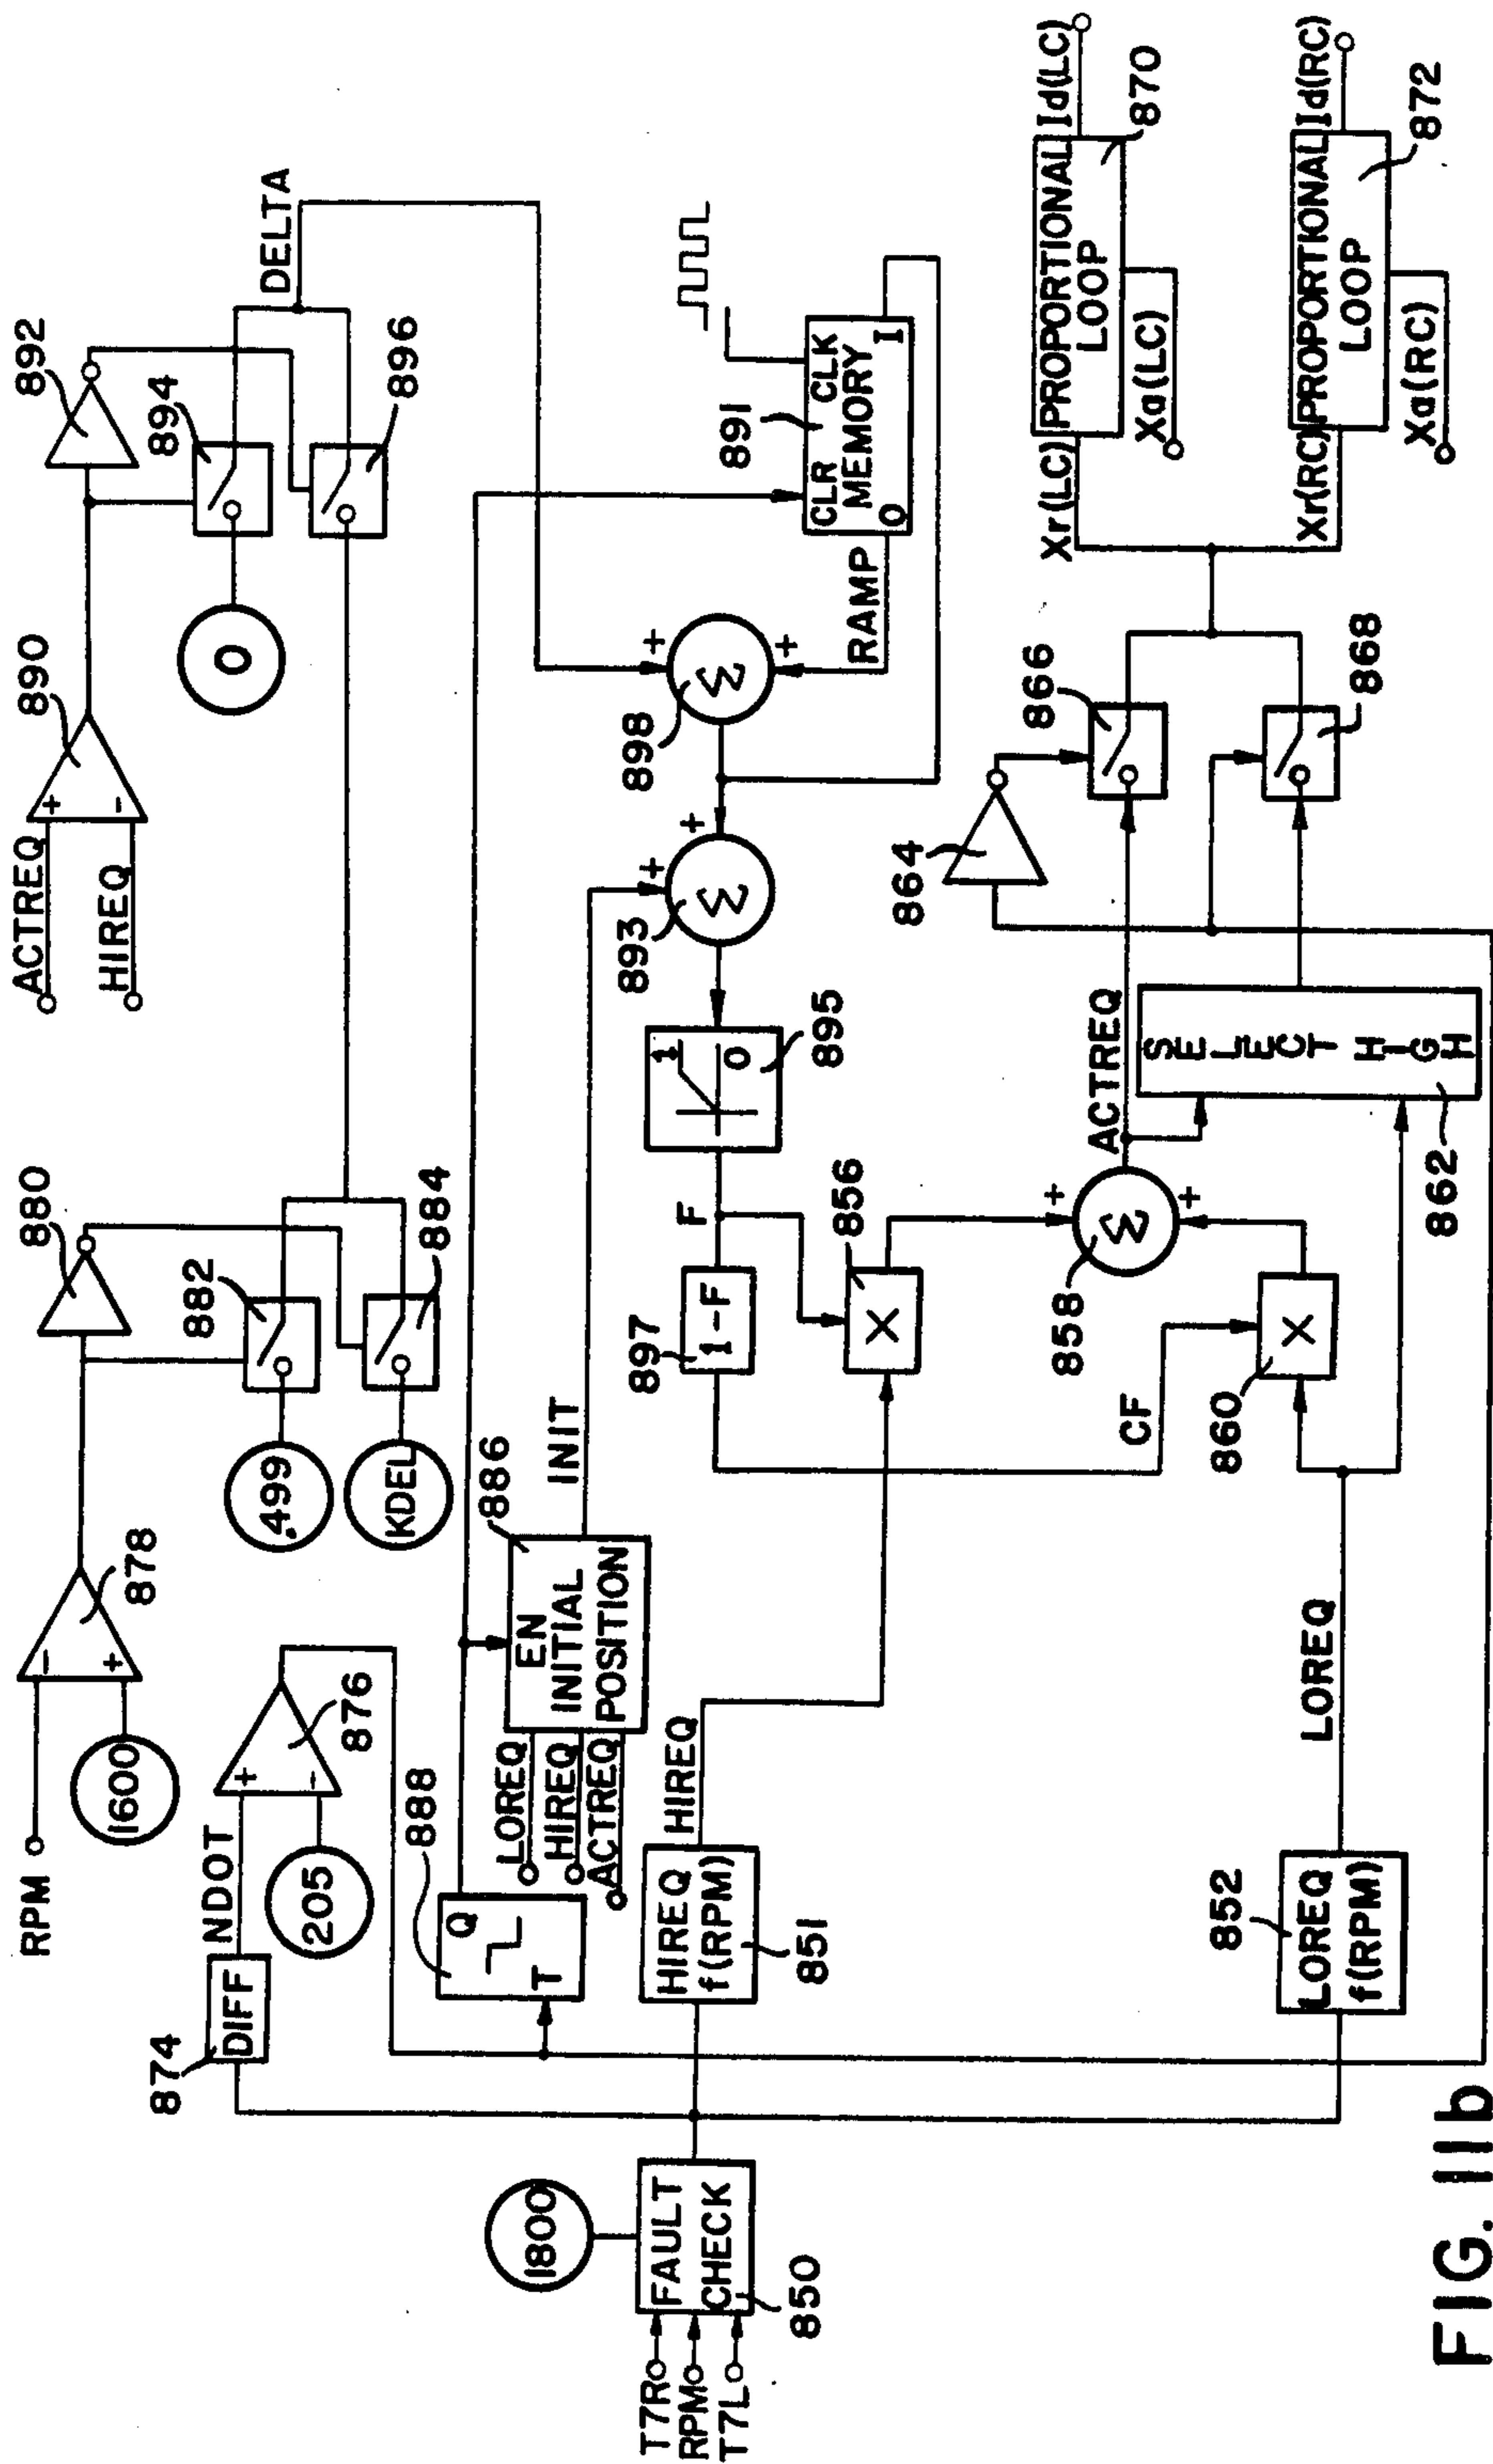 RPM
1600
-
+
878
880
882
.499
KDEL
884
ACTREQ
HIREQ
+
-
890
892
894
0
896
DELTA
874
DIFF
NDOT
205
+
-
876
888
Q
T
LOREQ
HIREQ
ACTREQ
886
EN
INITIAL
POSITION
INIT
893
+
+
Σ
898
+
+
Σ
RAMP
891
CLR CLK
MEMORY
O I
895
1
0
F
897
1-F
856
X
1800
T7R
RPM
T7L
FAULT
CHECK
850
HIREQ
f(RPM)
851
HIREQ
852
LOREQ
f(RPM)
LOREQ
CF
860
X
858
+
+
Σ
ACTREQ
862
SELECT HIGH
864
866
868
Xr(LC)
PROPORTIONAL
LOOP
Id(LC)
870
Xa(LC)
Xr(RC)
PROPORTIONAL
LOOP
Id(RC)
872
Xa(RC)
FIG. 11b